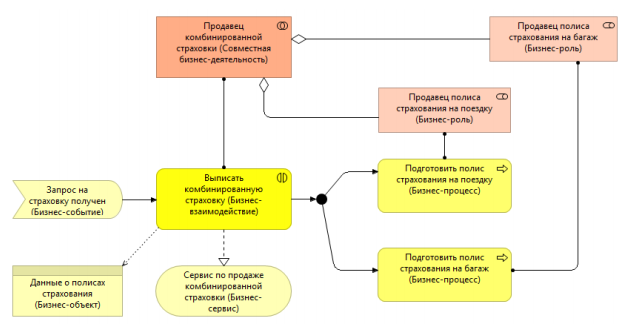 Продавец
комбинированной
страховки (Совместная
бизнес-деятельность)
Продавец полиса
страхования на багаж
(Бизнес-роль)
Продавец полиса
страхования на поездку
(Бизнес-роль)
Запрос на
страховку получен
(Бизнес-событие)
Выписать
комбинированную
страховку (Бизнес-
взаимодействие)
Подготовить полис
страхования на поездку
(Бизнес-процесс)
Подготовить полис
страхования на багаж
(Бизнес-процесс)
Данные о полисах
страхования
(Бизнес-объект)
Сервис по продаже
комбинированной
страховки (Бизнес-
сервис)